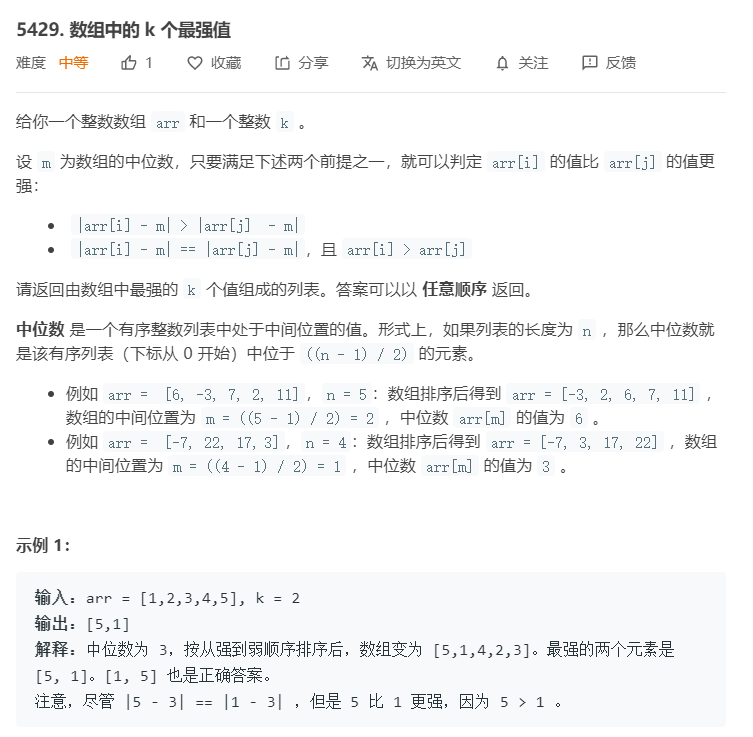 5429. 数组中的 k 个最强值
难度 中等 1 收藏 分享 切换为英文 关注 反馈
给你一个整数数组 arr 和一个整数 k 。
设 m 为数组的中位数，只要满足下述两个前提之一，就可以判定 arr[i] 的值比 arr[j] 的值更
强：
• |arr[i] - m| > |arr[j] - m|
• |arr[i] - m| == |arr[j] - m|，且 arr[i] > arr[j]
请返回由数组中最强的 k 个值组成的列表。答案可以以 任意顺序 返回。
中位数 是一个有序整数列表中处于中间位置的值。形式上，如果列表的长度为 n ，那么中位数就
是该有序列表（下标从 0 开始）中位于 ((n - 1) / 2) 的元素。
• 例如 arr = [6, -3, 7, 2, 11]，n = 5：数组排序后得到 arr = [-3, 2, 6, 7, 11] ，
数组的中间位置为 m = ((5 - 1) / 2) = 2 ，中位数 arr[m] 的值为 6 。
• 例如 arr = [-7, 22, 17, 3]，n = 4：数组排序后得到 arr = [-7, 3, 17, 22] ，数组
的中间位置为 m = ((4 - 1) / 2) = 1 ，中位数 arr[m] 的值为 3 。
示例 1：
输入：arr = [1,2,3,4,5], k = 2
输出：[5,1]
解释：中位数为 3，按从强到弱顺序排序后，数组变为 [5,1,4,2,3]。最强的两个元素是
[5, 1]。[1, 5] 也是正确答案。
注意，尽管 |5 - 3| == |1 - 3| ，但是 5 比 1 更强，因为 5 > 1 。